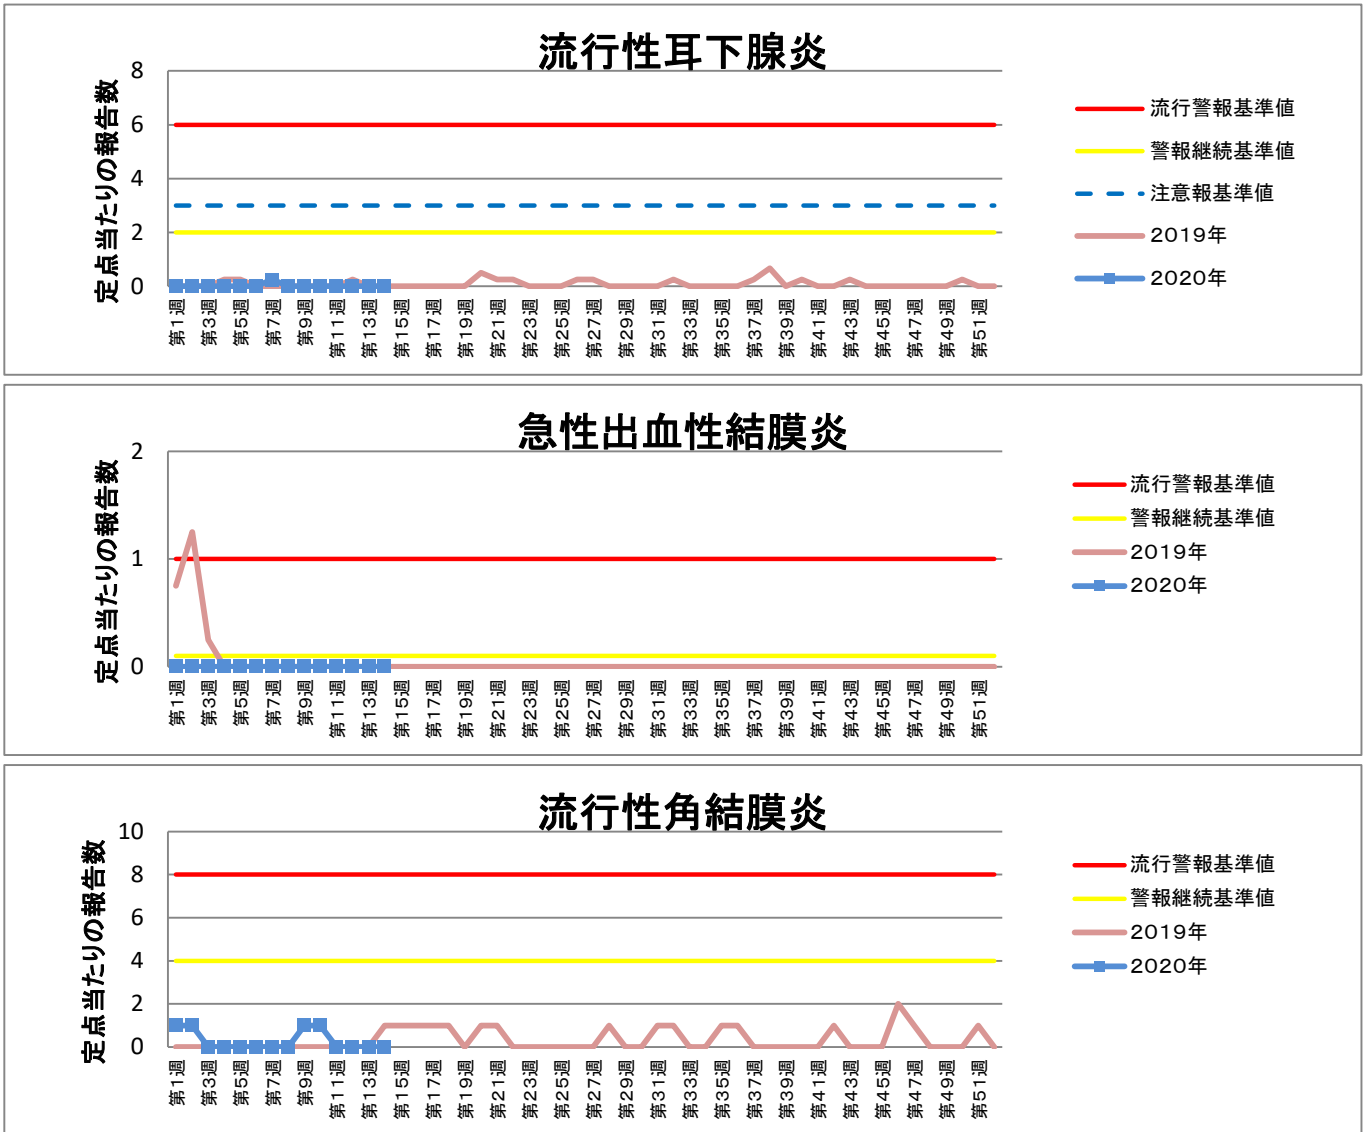 流行性耳下腺炎
定点当たりの報告数
8
6
4
2
0
第1週 第3週 第5週 第7週 第9週 第11週 第13週 第15週 第17週 第19週 第21週 第23週 第25週 第27週 第29週 第31週 第33週 第35週 第37週 第39週 第41週 第43週 第45週 第47週 第49週 第51週
流行警報基準値
警報継続基準値
注意報基準値
2019年
2020年
急性出血性結膜炎
定点当たりの報告数
2
1
0
第1週 第3週 第5週 第7週 第9週 第11週 第13週 第15週 第17週 第19週 第21週 第23週 第25週 第27週 第29週 第31週 第33週 第35週 第37週 第39週 第41週 第43週 第45週 第47週 第49週 第51週
流行警報基準値
警報継続基準値
2019年
2020年
流行性角結膜炎
定点当たりの報告数
10
8
6
4
2
0
第1週 第3週 第5週 第7週 第9週 第11週 第13週 第15週 第17週 第19週 第21週 第23週 第25週 第27週 第29週 第31週 第33週 第35週 第37週 第39週 第41週 第43週 第45週 第47週 第49週 第51週
流行警報基準値
警報継続基準値
2019年
2020年